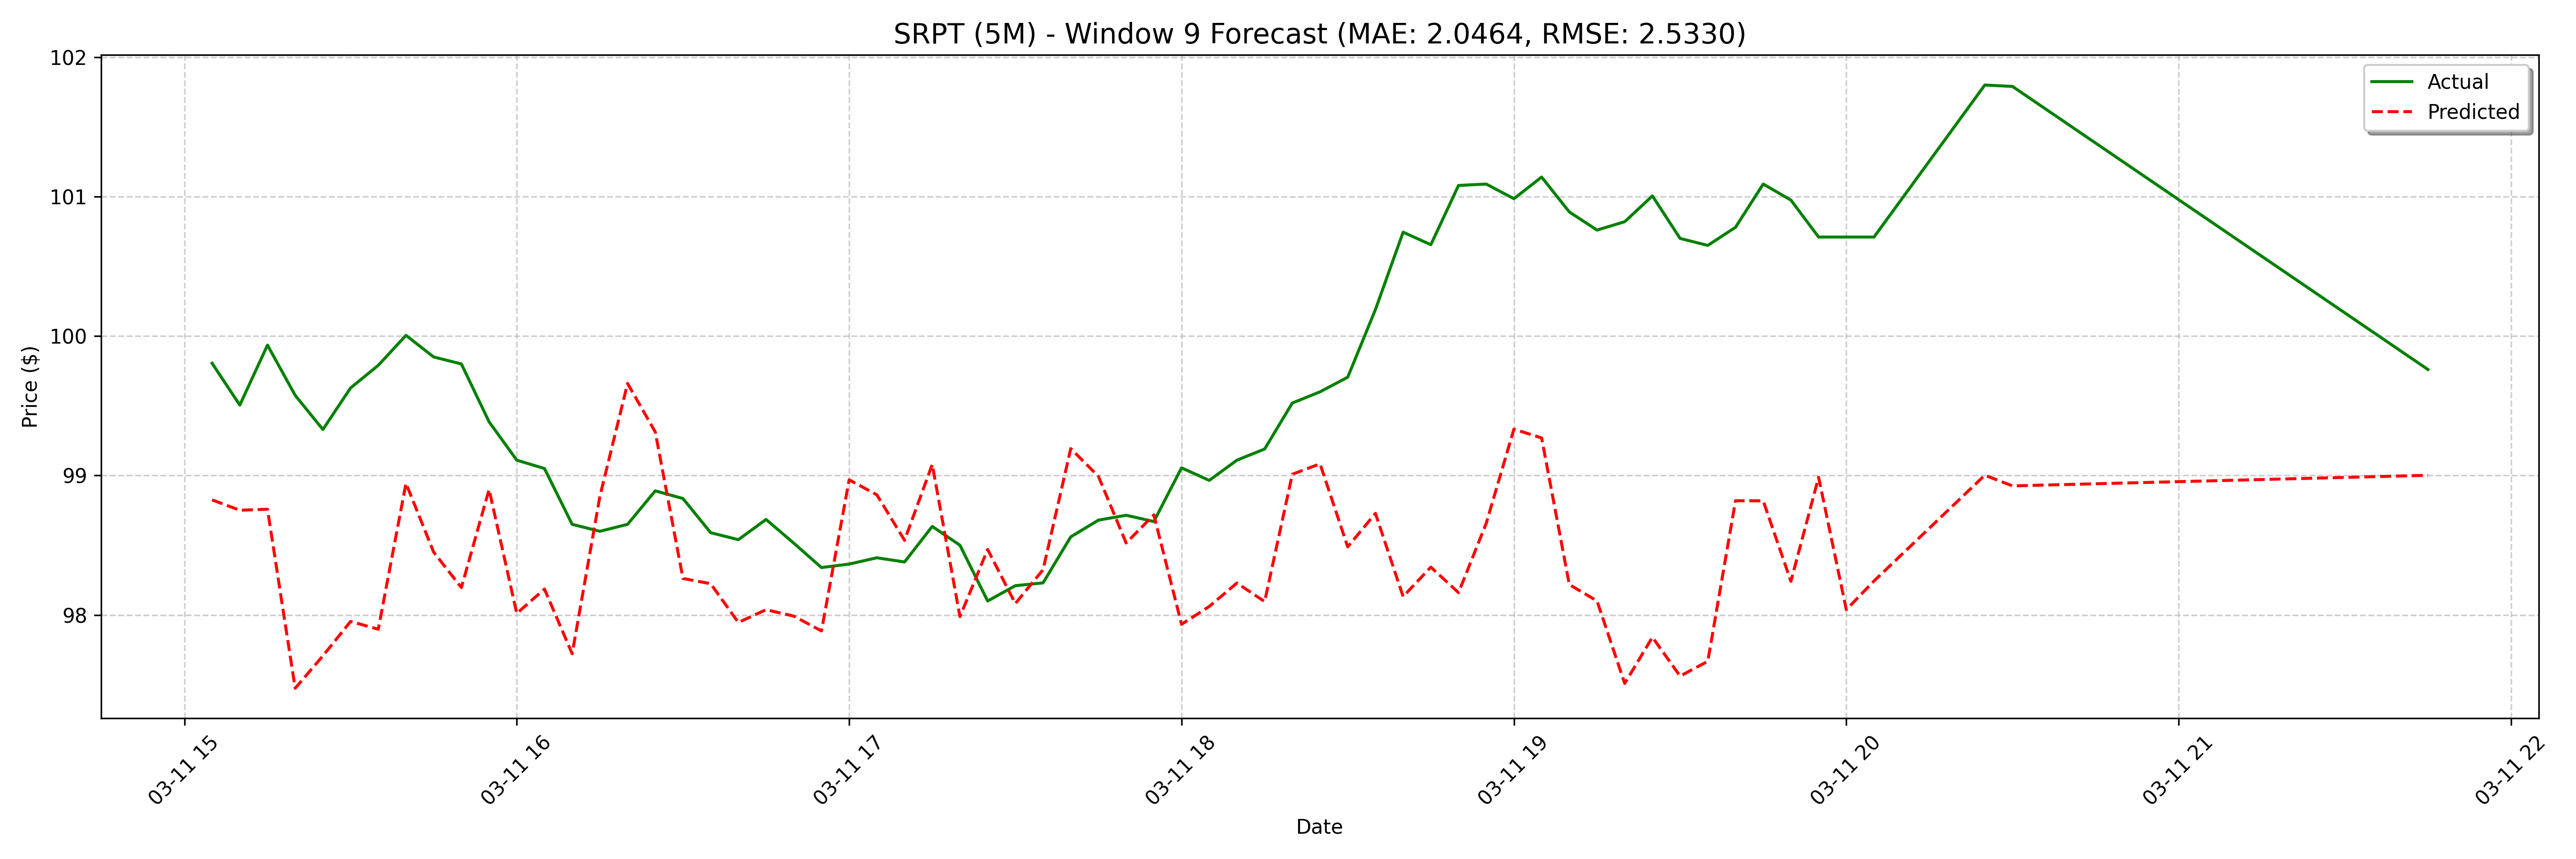 SRPT (5M) - Window 9 Forecast (MAE: 2.0464, RMSE: 2.5330)
Actual
Predicted
Price ($)
102
101
100
99
98
03-11 15
03-11 16
03-11 17
03-11 18
03-11 19
03-11 20
03-11 21
03-11 22
Date